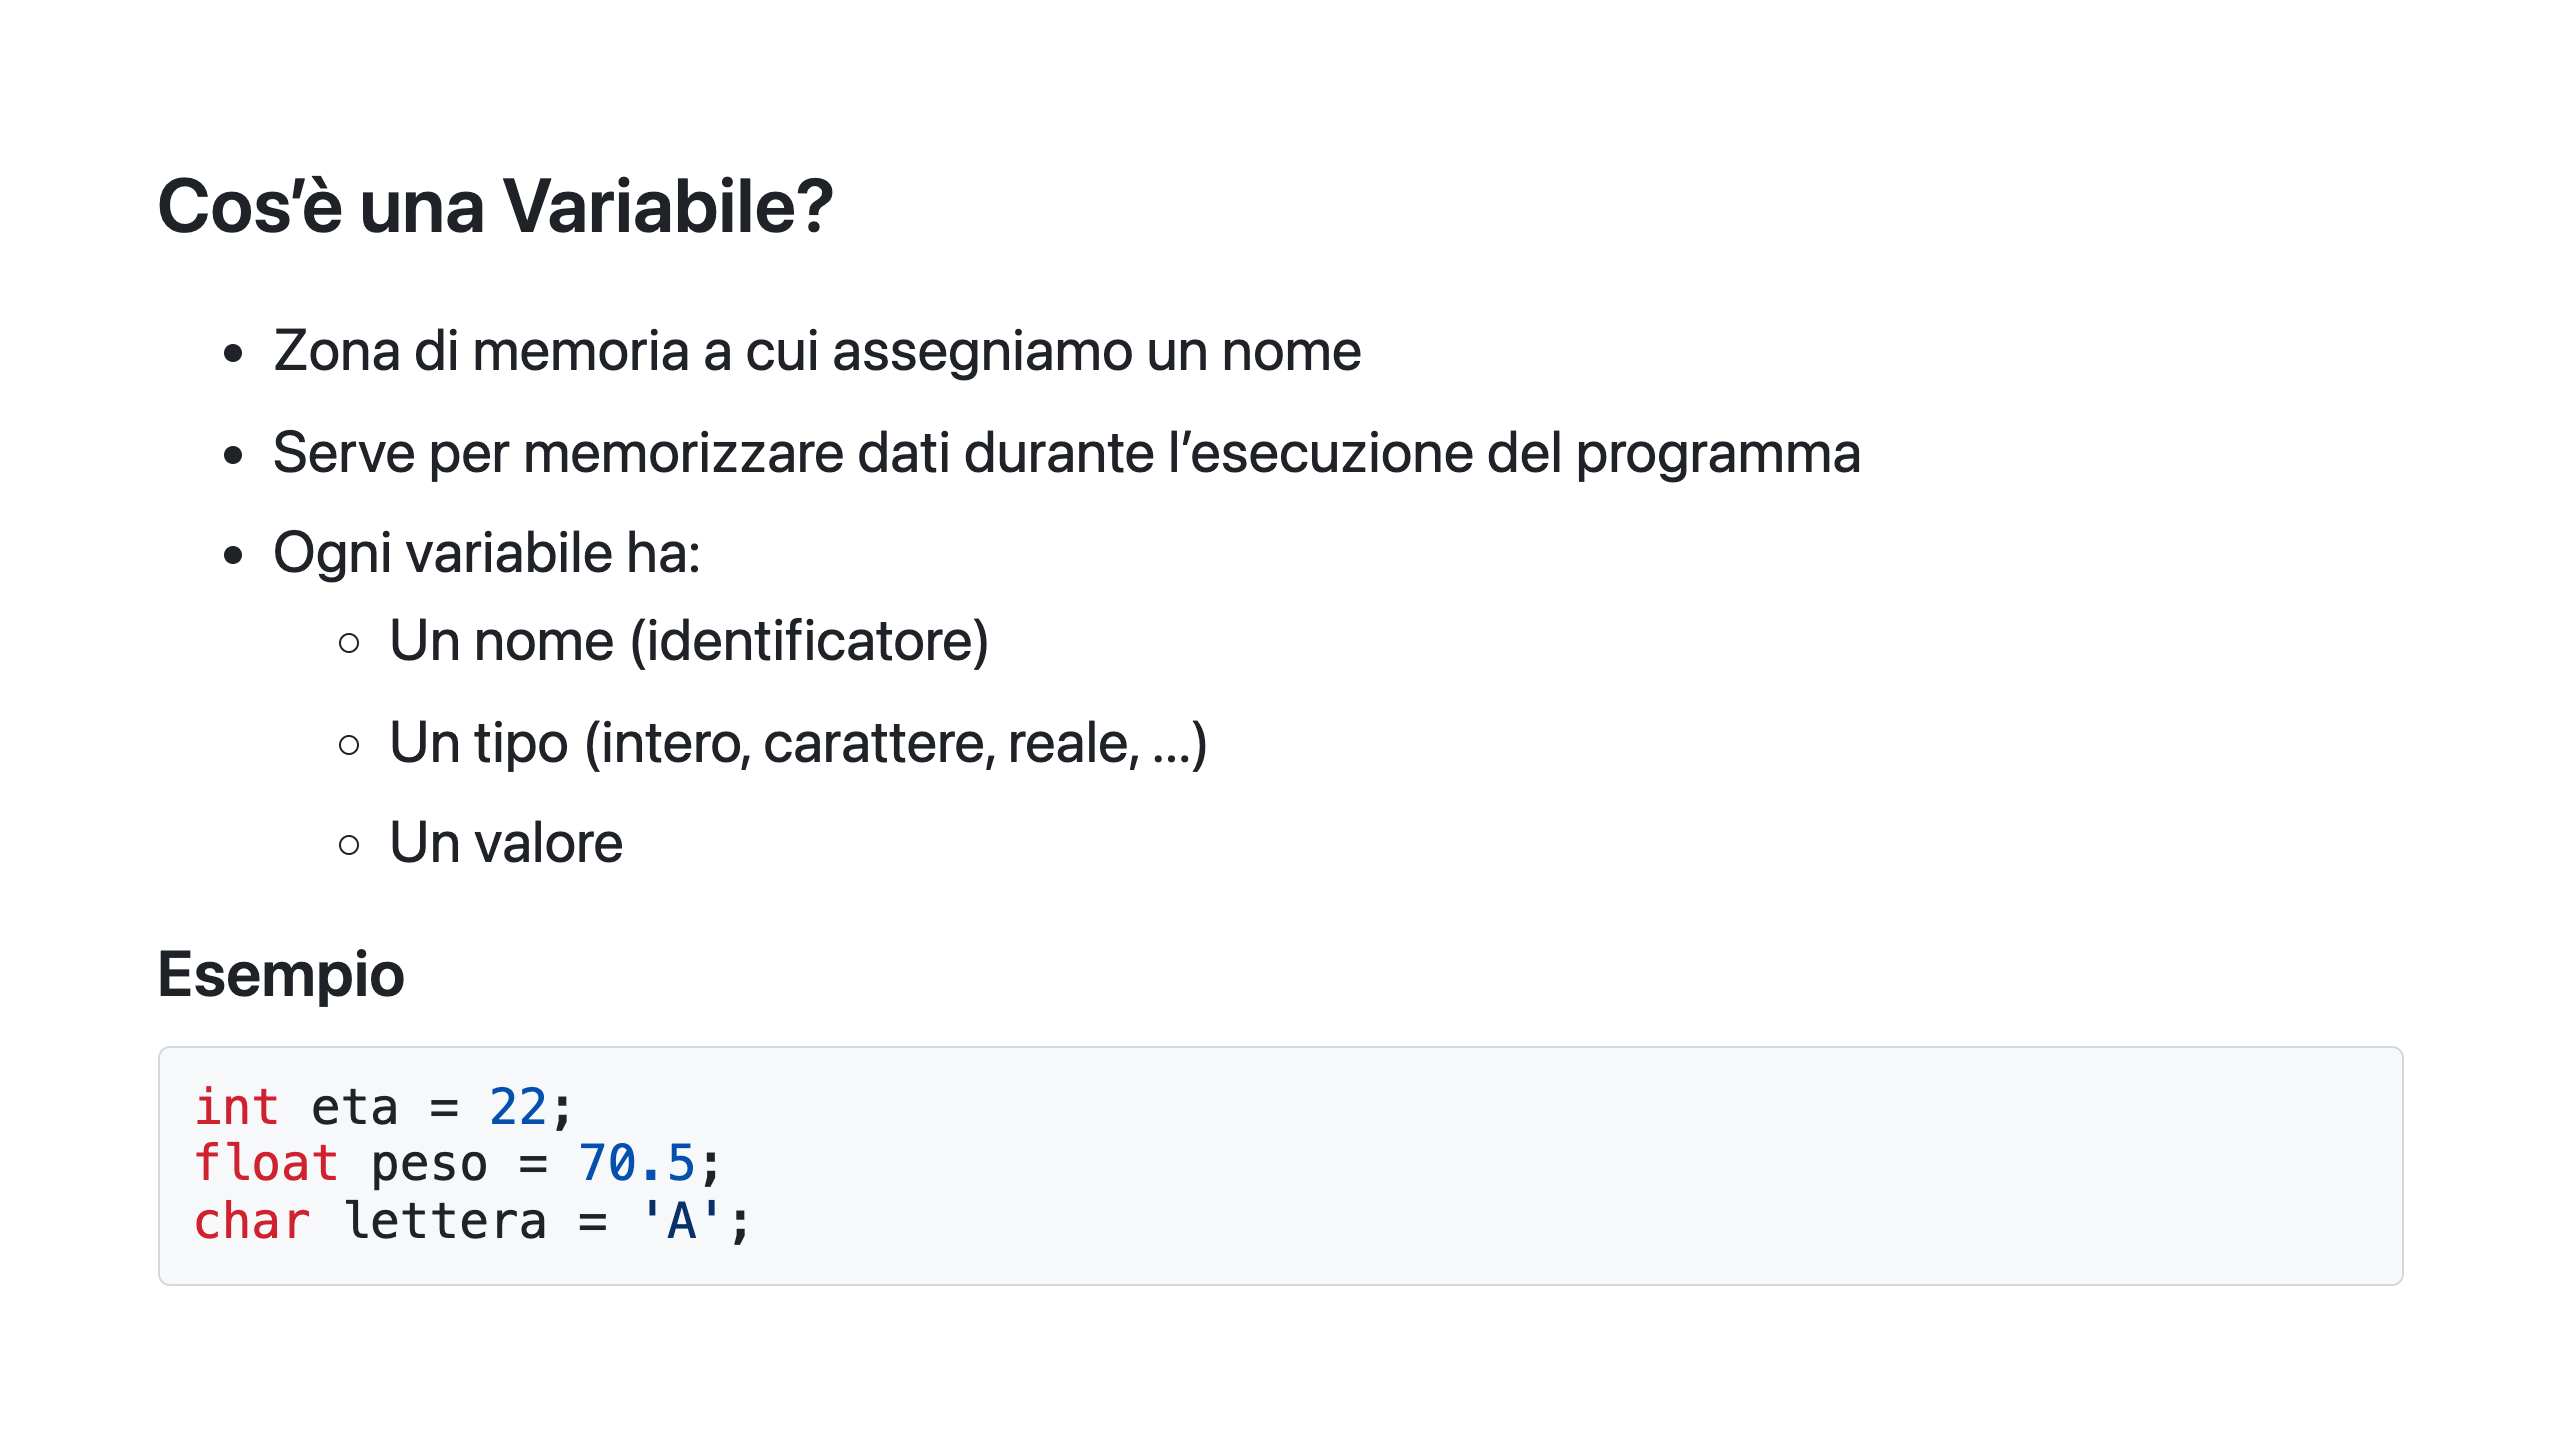 Cos'è una Variabile?
Zona di memoria a cui assegniamo un nome
Serve per memorizzare dati durante l'esecuzione del programma
Ogni variabile ha:
Un nome (identificatore)
Un tipo (intero, carattere, reale, ...)
Un valore
Esempio
int eta = 22;
float peso = 70.5;
char lettera = 'A';